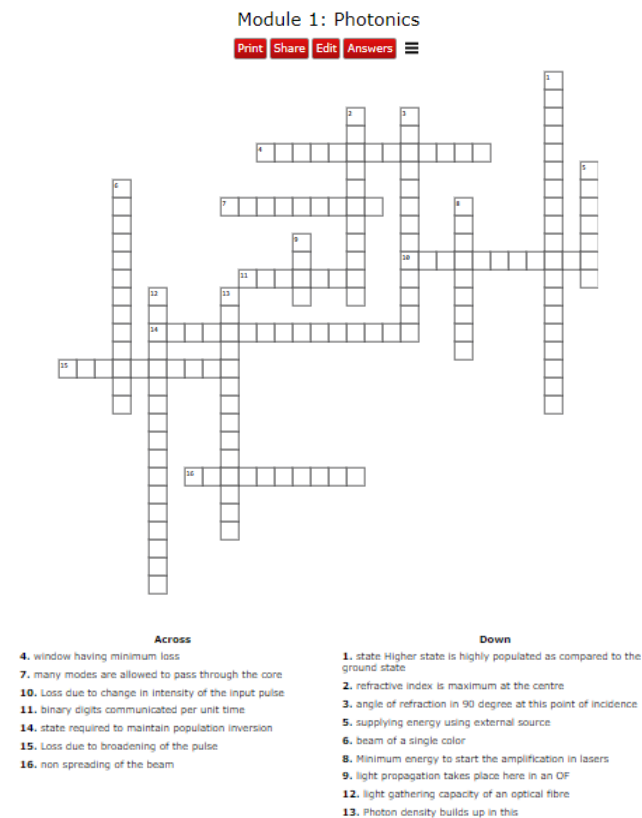 Module 1: Photonics
Print Share Edit Answers
1
2 3
4
5
6
7 8
9
10
11
12 13
14
15
16
Across
4. window having minimum loss
7. many modes are allowed to pass through the core
10. Loss due to change in intensity of the input pulse
11. binary digits communicated per unit time
14. state required to maintain population inversion
15. Loss due to broadening of the pulse
16. non spreading of the beam
Down
1. state Higher state is highly populated as compared to the
ground state
2. refractive index is maximum at the centre
3. angle of refraction in 90 degree at this point of incidence
5. supplying energy using external source
6. beam of a single color
8. Minimum energy to start the amplification in lasers
9. light propagation takes place here in an OF
12. light gathering capacity of an optical fibre
13. Photon density builds up in this